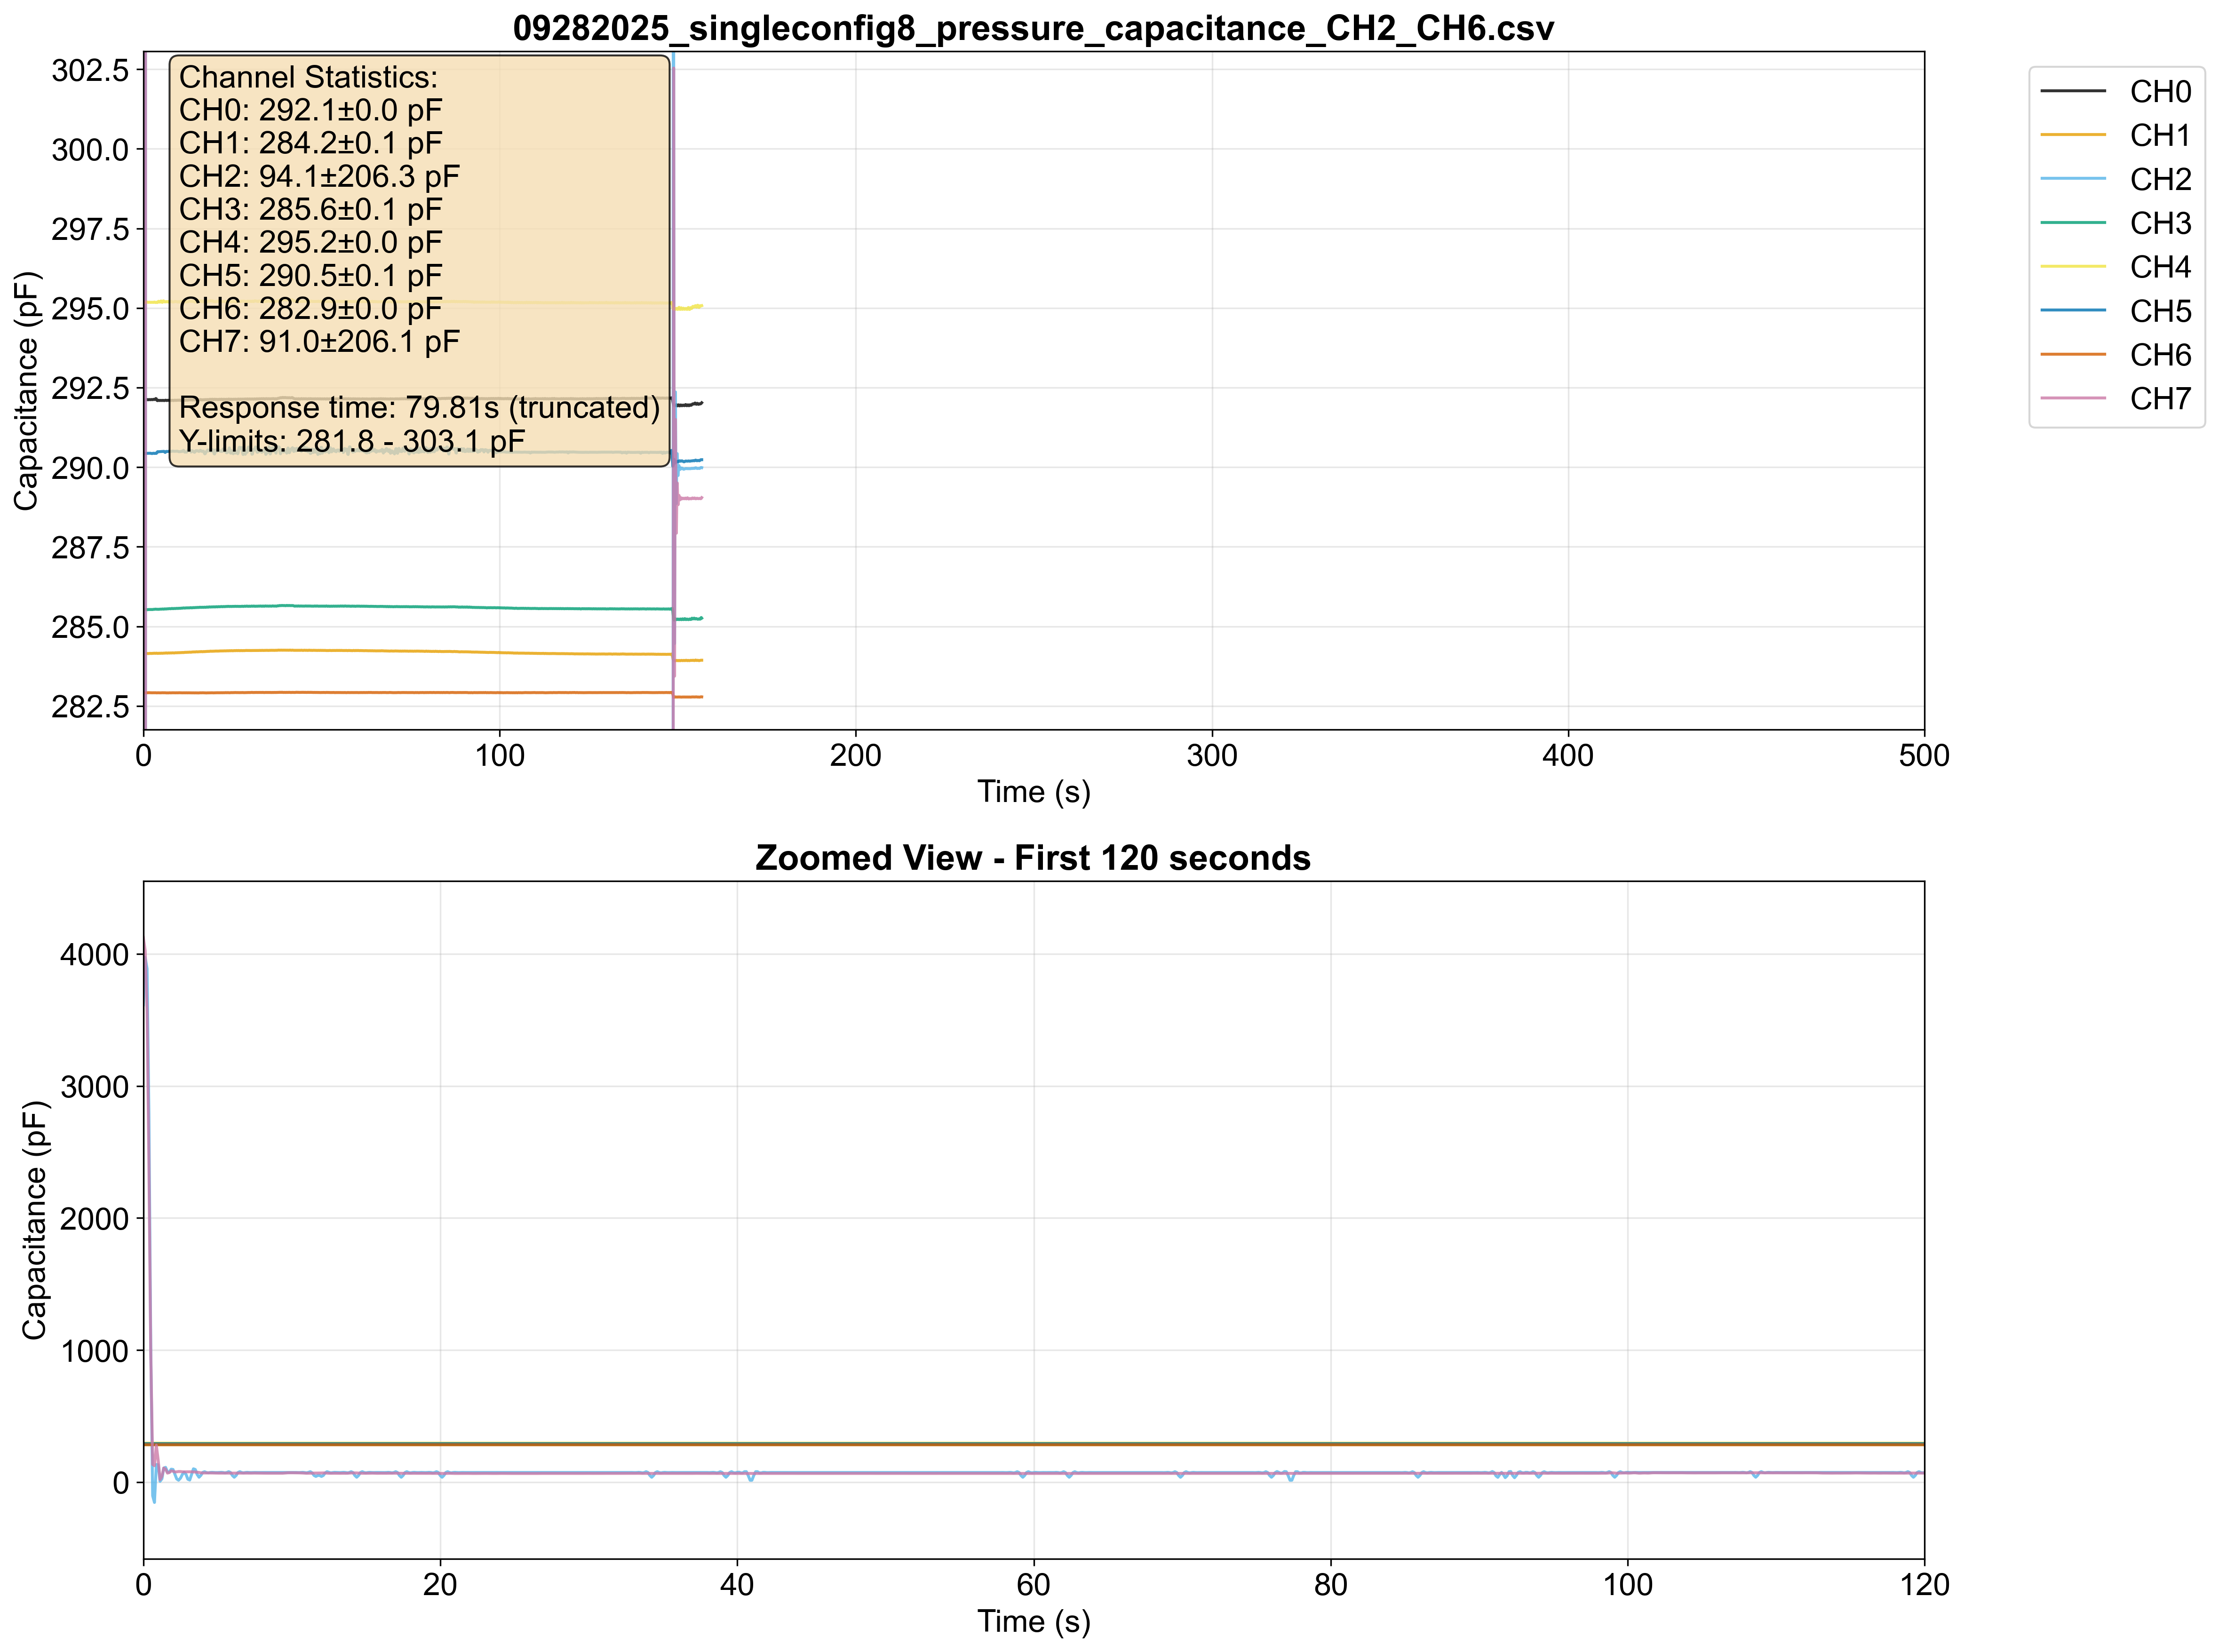 09282025_singleconfig8_pressure_capacitance_CH2_CH6.csv
Capacitance (pF)
302.5
300.0
297.5
295.0
292.5
290.0
287.5
285.0
282.5
Channel Statistics:
CH0: 292.1±0.0 pF
CH1: 284.2±0.1 pF
CH2: 94.1±206.3 pF
CH3: 285.6±0.1 pF
CH4: 295.2±0.0 pF
CH5: 290.5±0.1 pF
CH6: 282.9±0.0 pF
CH7: 91.0±206.1 pF
Response time: 79.81s (truncated)
Y-limits: 281.8 - 303.1 pF
CH0
CH1
CH2
CH3
CH4
CH5
CH6
CH7
0 100 200 300 400 500
Time (s)
Zoomed View - First 120 seconds
Capacitance (pF)
4000
3000
2000
1000
0
0 20 40 60 80 100 120
Time (s)